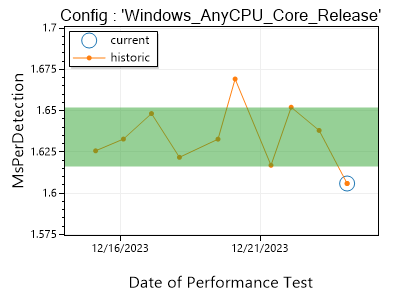 Config : 'Windows_AnyCPU_Core_Release'
1.7
1.675
1.65
1.625
1.6
1.575
MsPerDetection
current
historic
12/16/2023
12/21/2023
Date of Performance Test